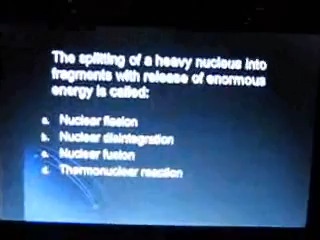 The splitting of a heavy nucleus into
fragments with release of enormous
energy is called:
a. Nuclear fission
b. Nuclear disintegration
c. Nuclear fusion
d. Thermonuclear reaction